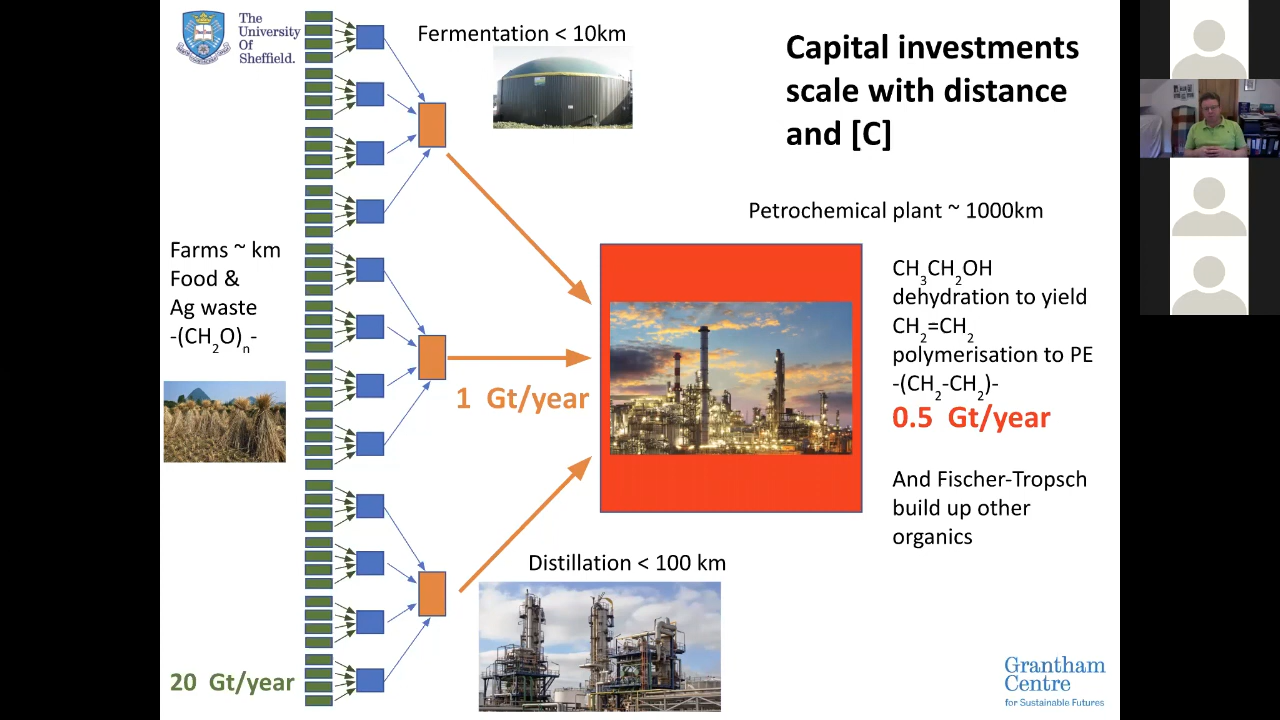 The
University
Of
Sheffield.
Fermentation < 10km
Capital investments
scale with distance
and [C]
Petrochemical plant ~ 1000km
Farms ~ km
Food &
Ag waste
-(CH2O)n-
CH3CH2OH
dehydration to yield
CH2=CH2
polymerisation to PE
-(CH2-CH2)-
0.5 Gt/year
1 Gt/year
And Fischer-Tropsch
build up other
organics
Distillation < 100 km
20 Gt/year
Grantham
Centre
for Sustainable Futures